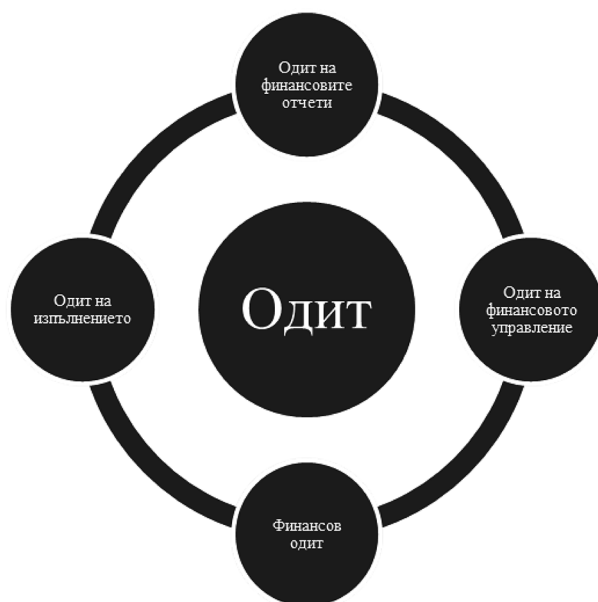 Одит на
финансовите
отчети
Одит на
изпълнението
Одит
Одит на
финансовото
управление
Финансов
одит